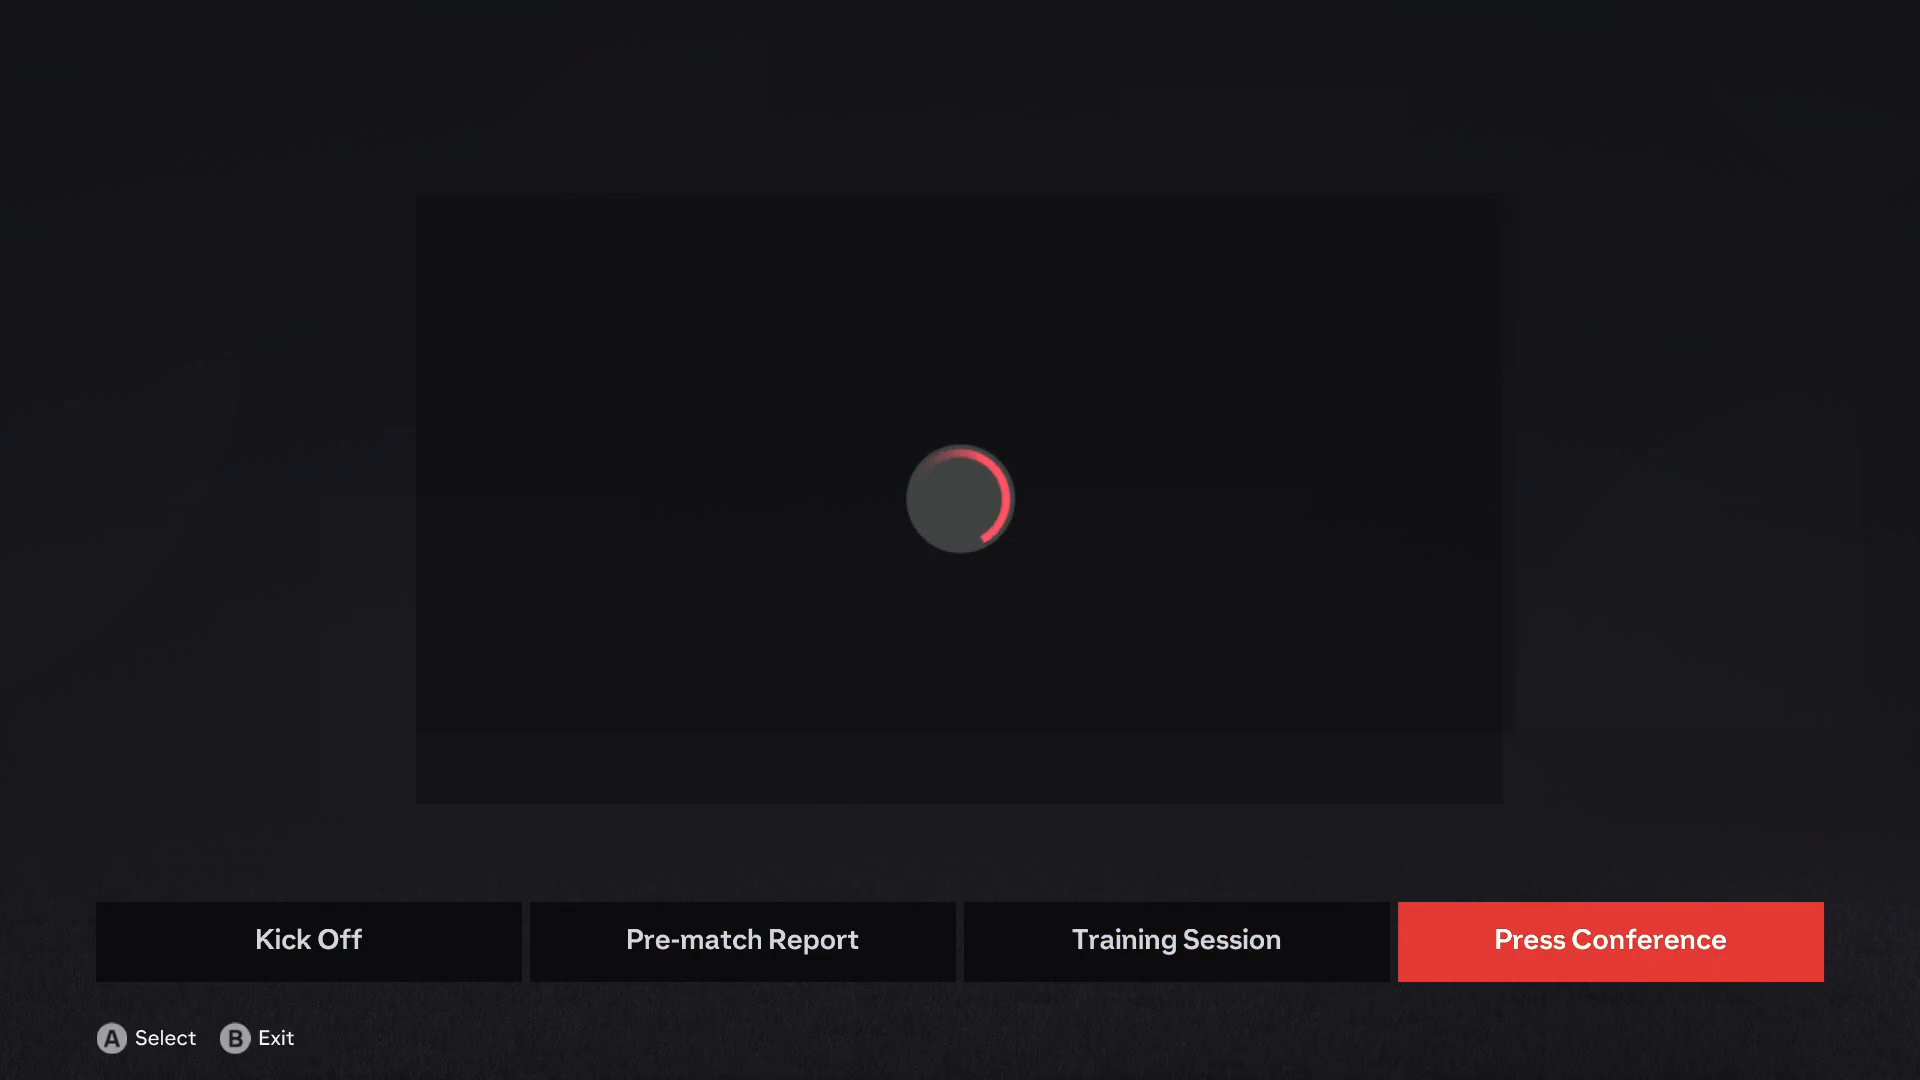 Kick Off
Pre-match Report
Training Session
Press Conference
A Select B Exit